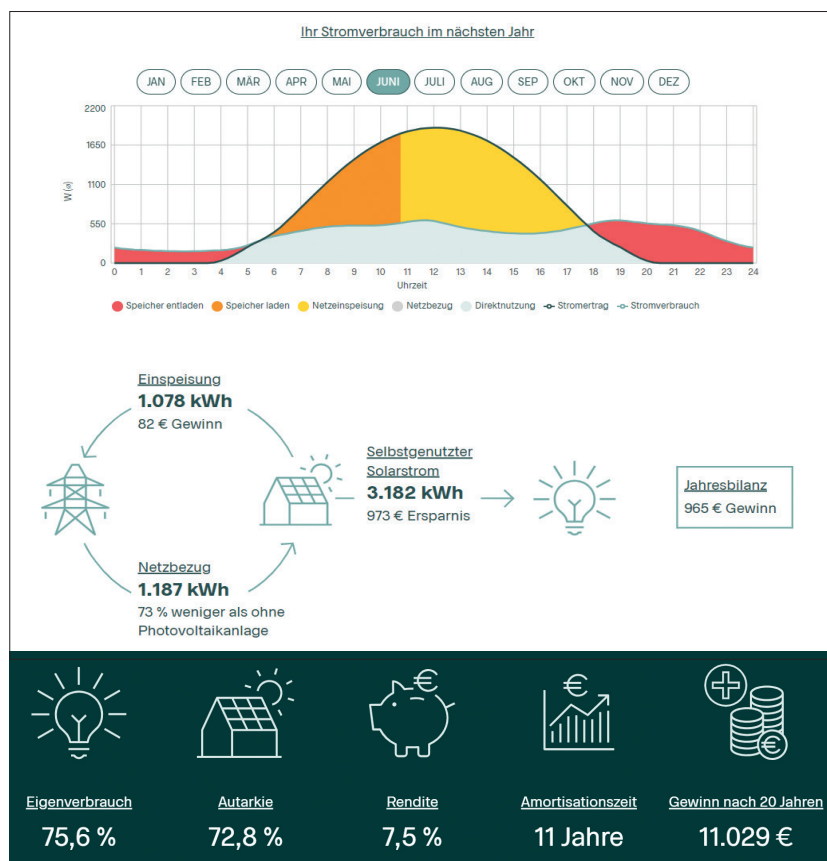 Ihr Stromverbrauch im nächsten Jahr
JAN FEB MÄR APR MAI JUNI JULI AUG SEP OKT NOV DEZ
2200
1650
1100
550
0
W (ø)
0 1 2 3 4 5 6 7 8 9 10 11 12 13 14 15 16 17 18 19 20 21 22 23 24
Uhrzeit
Speicher entladen Speicher laden Netzeinspeisung Netzbezug Direktnutzung Stromertrag Stromverbrauch
Einspeisung
1.078 kWh
82 € Gewinn
Selbstgenutzter
Solarstrom
3.182 kWh
973 € Ersparnis
Jahresbilanz
965 € Gewinn
Netzbezug
1.187 kWh
73 % weniger als ohne
Photovoltaikanlage
€
€
€
Eigenverbrauch Autarkie Rendite Amortisationszeit Gewinn nach 20 Jahren
75,6 % 72,8 % 7,5 % 11 Jahre 11.029 €